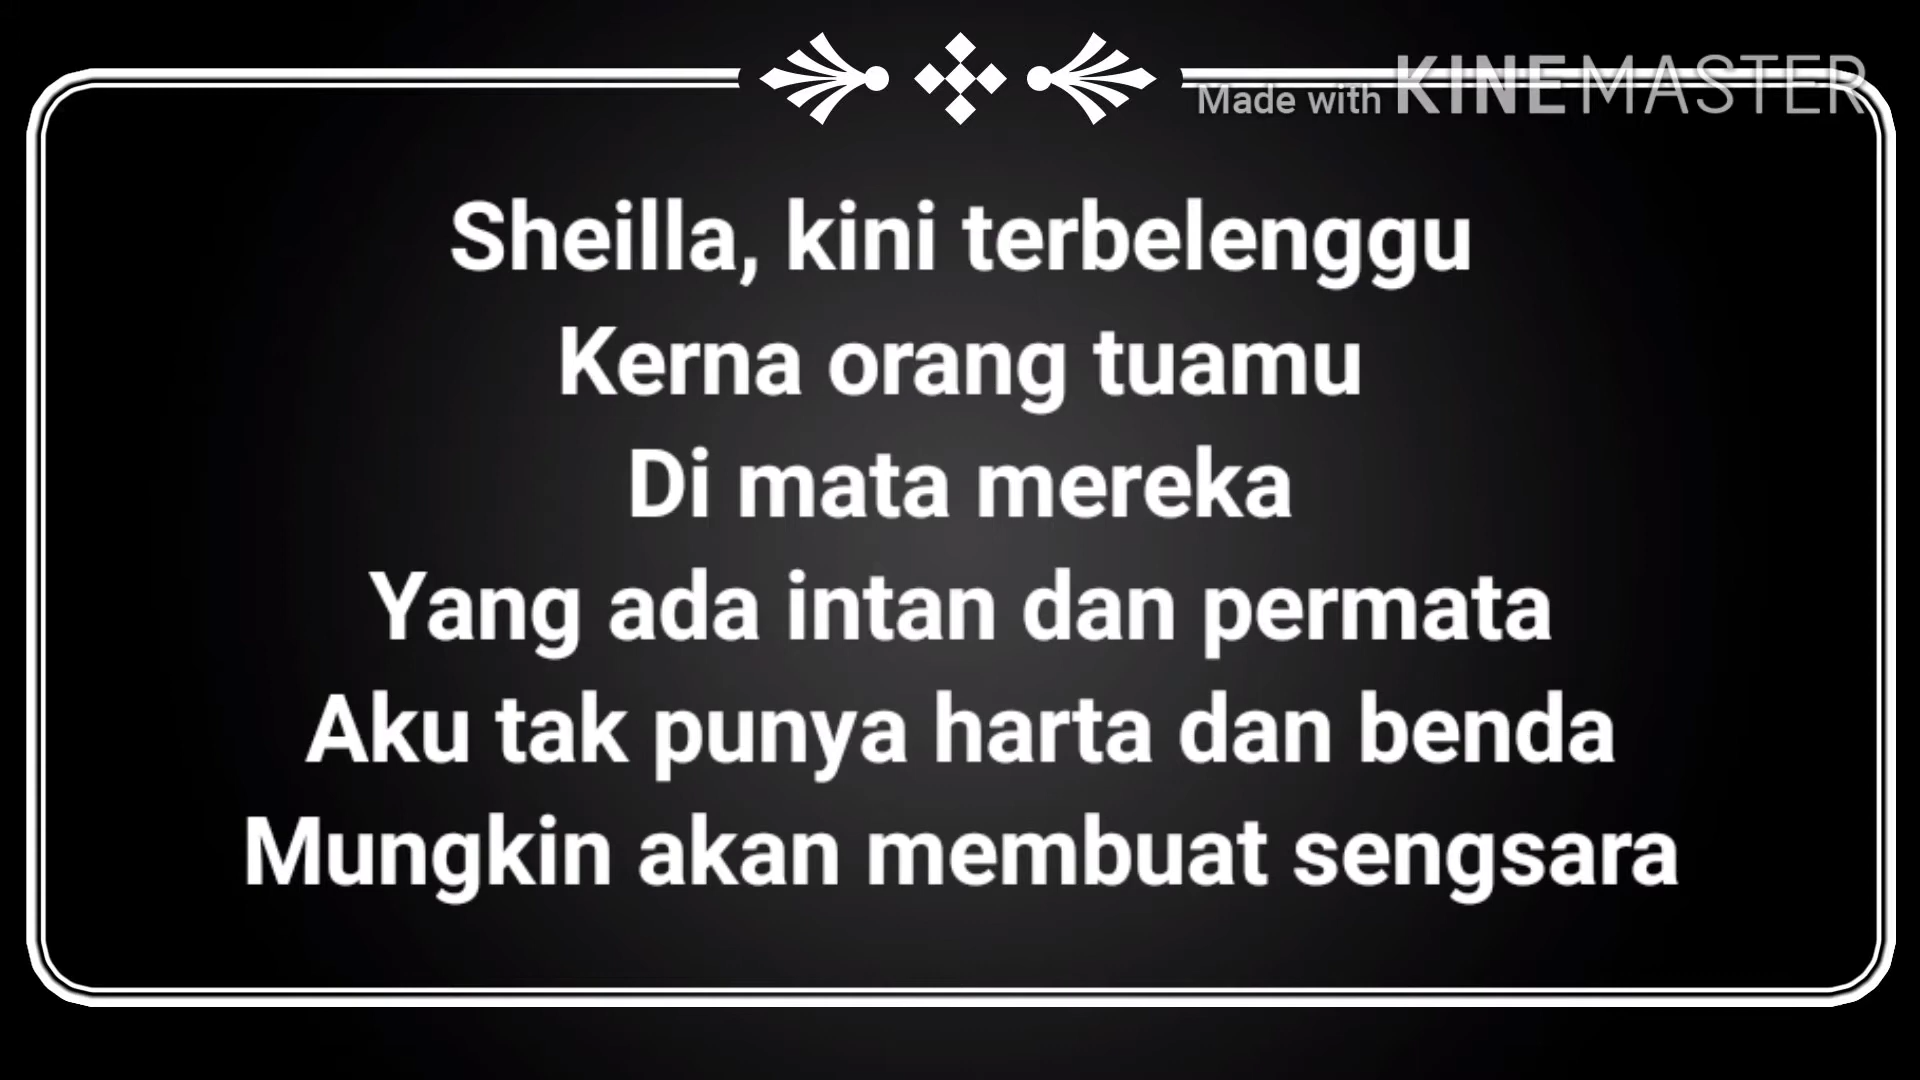 Made with KINEMASTER
Sheilla, kini terbelenggu
Kerna orang tuamu
Di mata mereka
Yang ada intan dan permata
Aku tak punya harta dan benda
Mungkin akan membuat sengsara